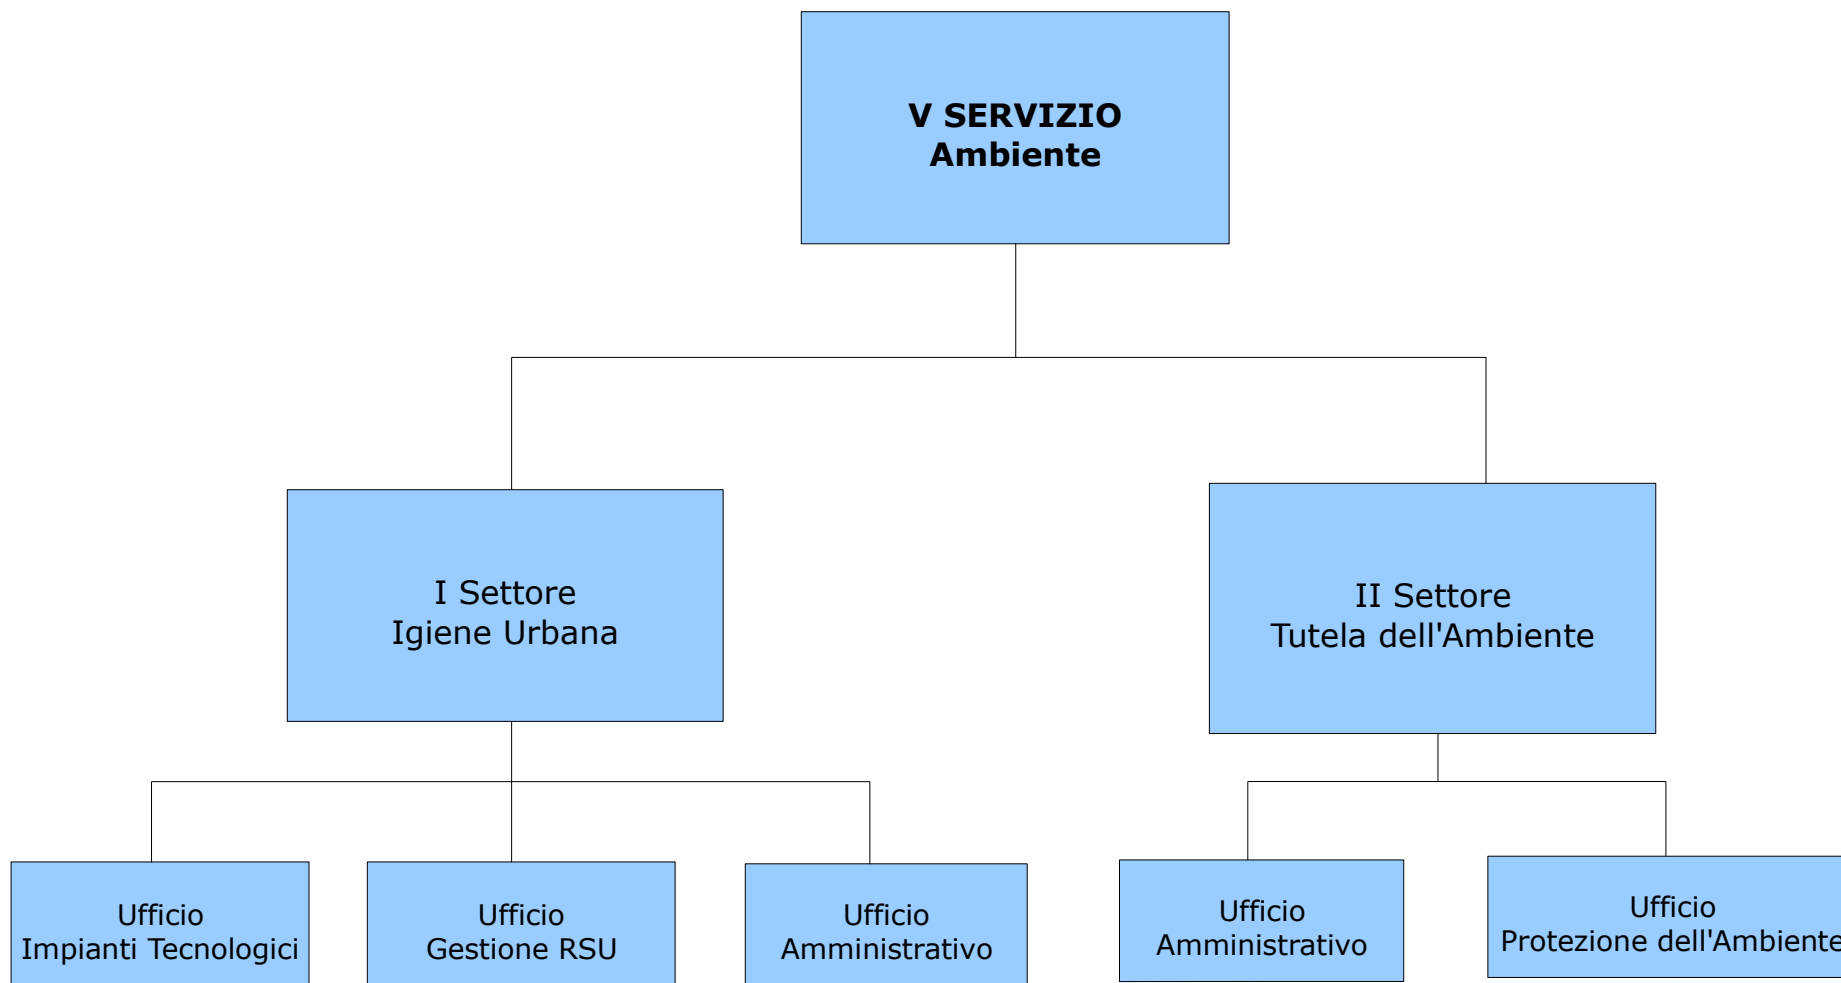 V SERVIZIO
Ambiente
I Settore
Igiene Urbana
II Settore
Tutela dell'Ambiente
Ufficio
Impianti Tecnologici
Ufficio
Gestione RSU
Ufficio
Amministrativo
Ufficio
Amministrativo
Ufficio
Protezione dell'Ambiente